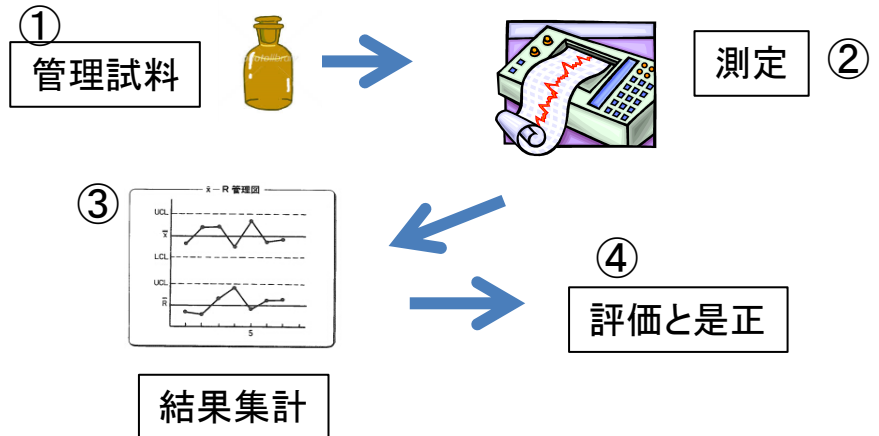 ①
管理試料
測定
②
③
x̄－R 管理図
UCL
x̿
LCL
UCL
R̄
5
④
評価と是正
結果集計